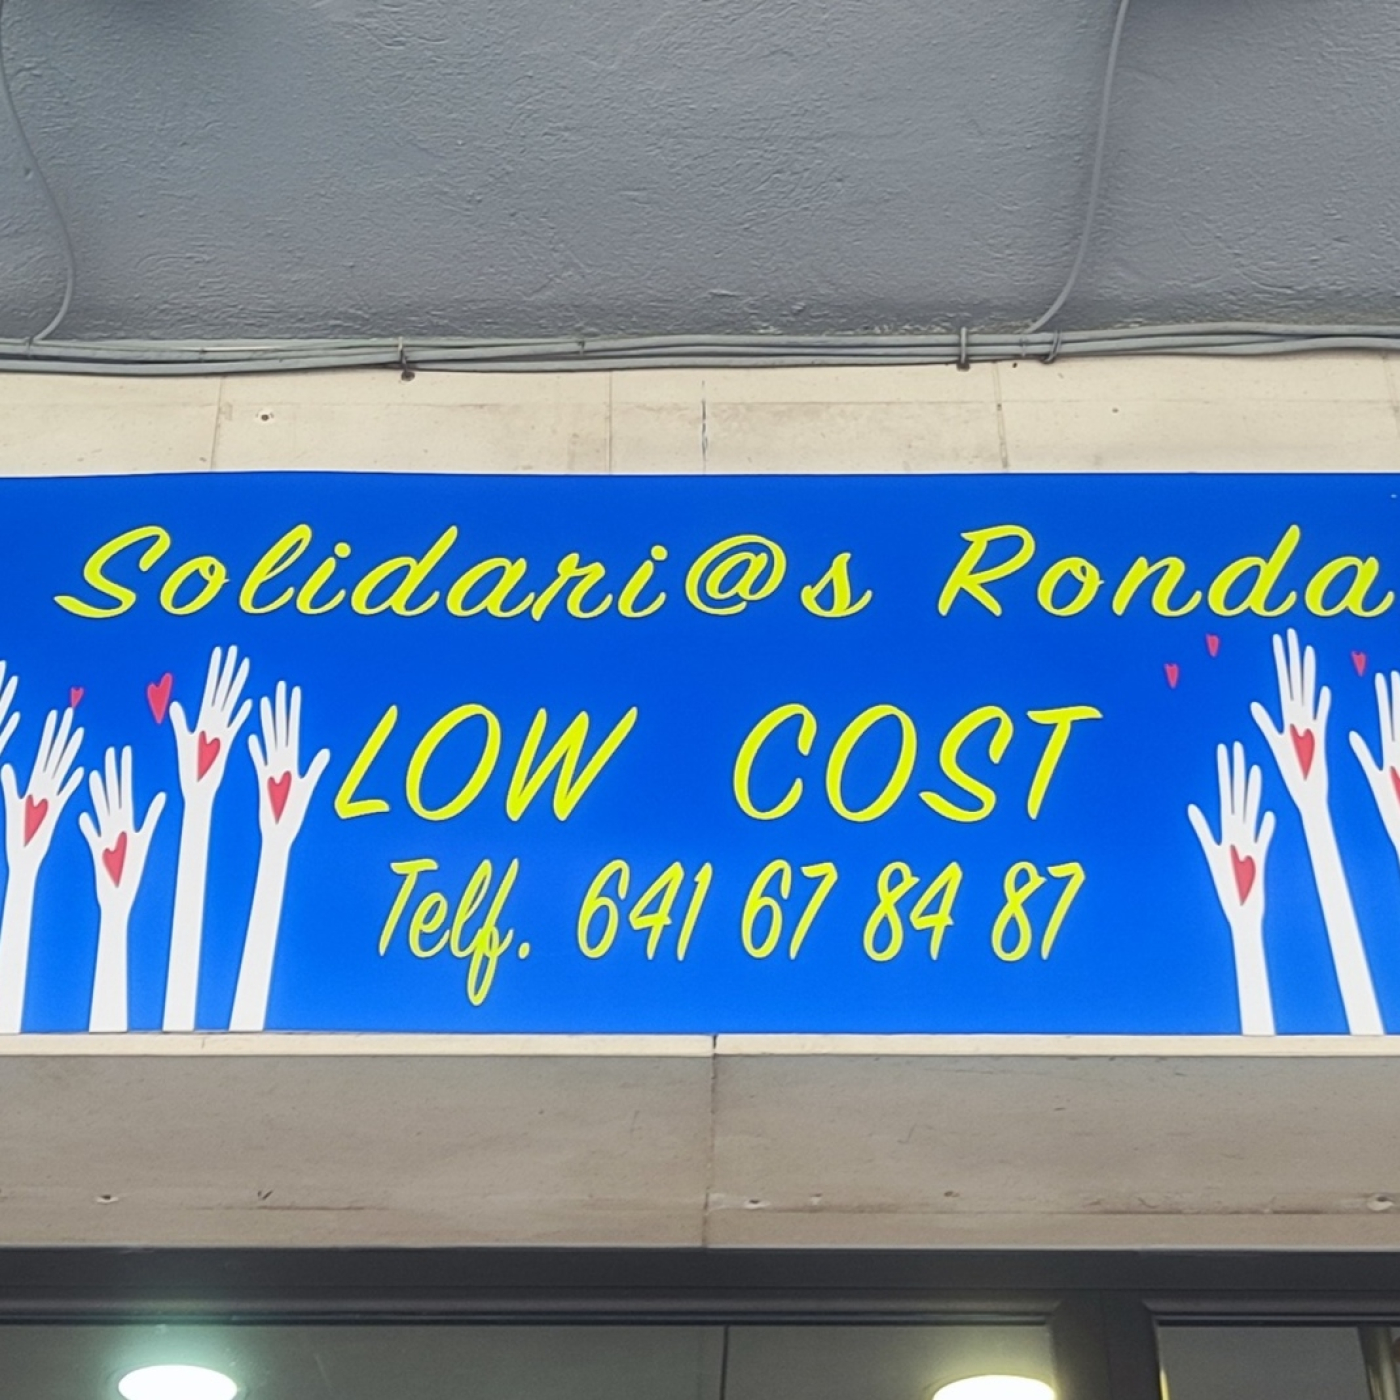 Solidari@s Ronda
LOW COST
Telf. 641 67 84 87